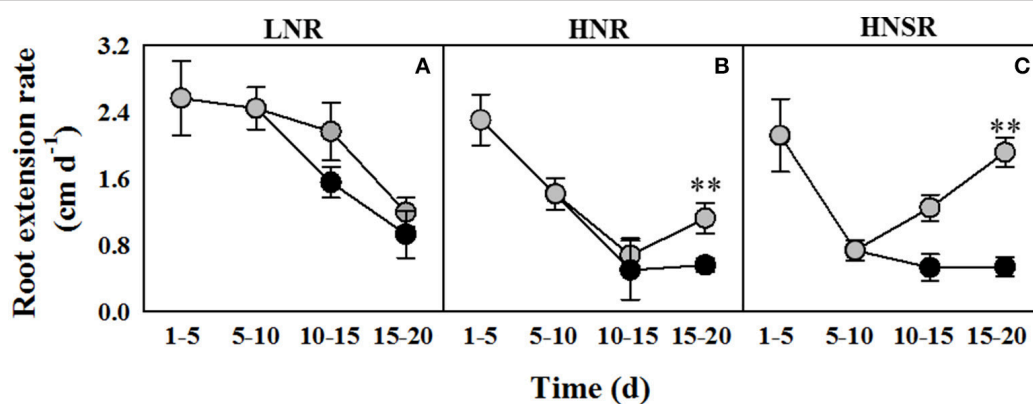 LNR HNR HNSR
Root extension rate
(cm d⁻¹)
3.2
2.4
1.6
0.8
0.0
A
B
C
**
**
1-5 5-10 10-15 15-20 1-5 5-10 10-15 15-20 1-5 5-10 10-15 15-20
Time (d)